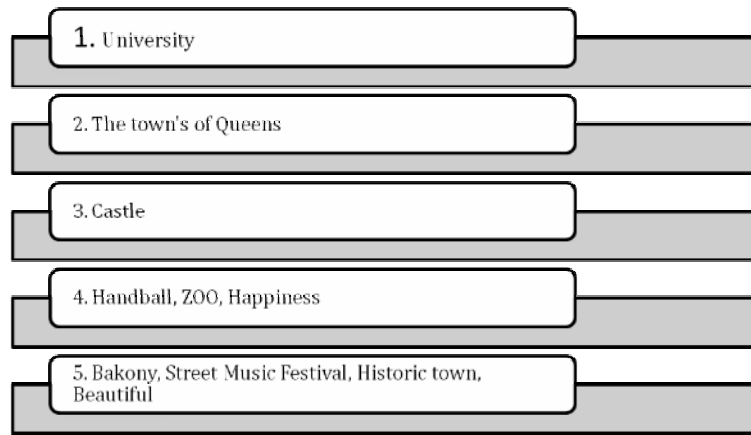 1. University
2. The town's of Queens
3. Castle
4. Handball, ZOO, Happiness
5. Bakony, Street Music Festival, Historic town,
Beautiful